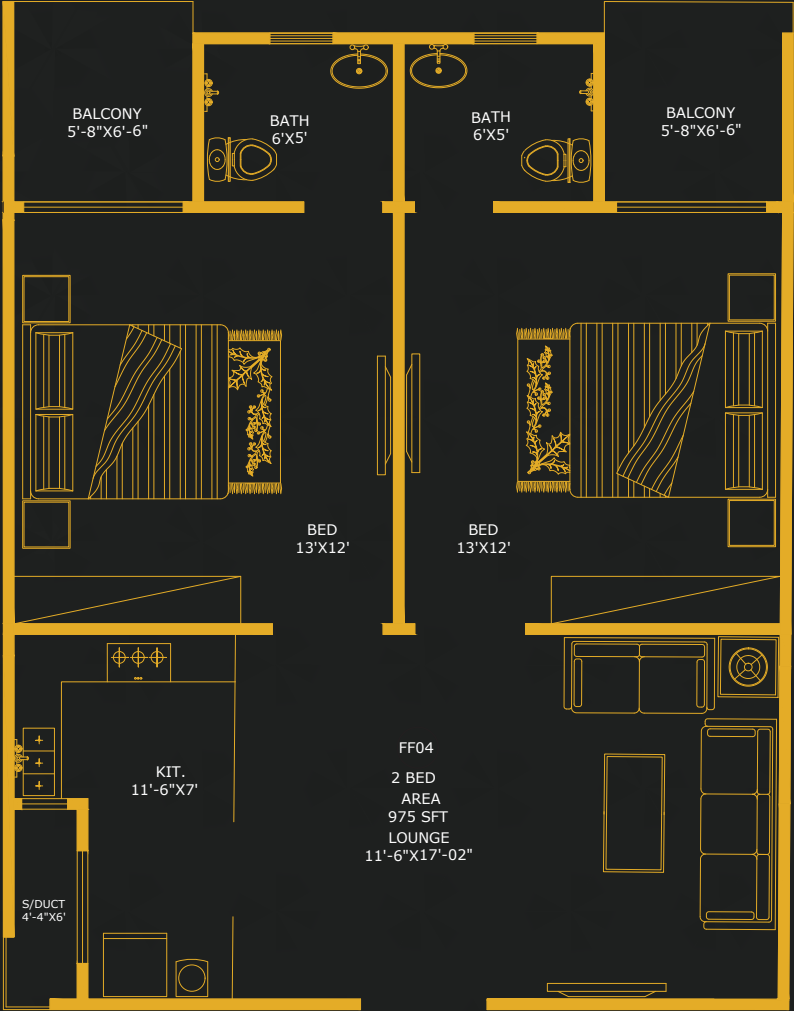 BALCONY
5'-8"X6'-6"
BATH
6'X5'
BATH
6'X5'
BALCONY
5'-8"X6'-6"
BED
13'X12'
BED
13'X12'
KIT.
11'-6"X7'
FF04
2 BED
AREA
975 SFT
LOUNGE
11'-6"X17'-02"
S/DUCT
4'-4"X6'